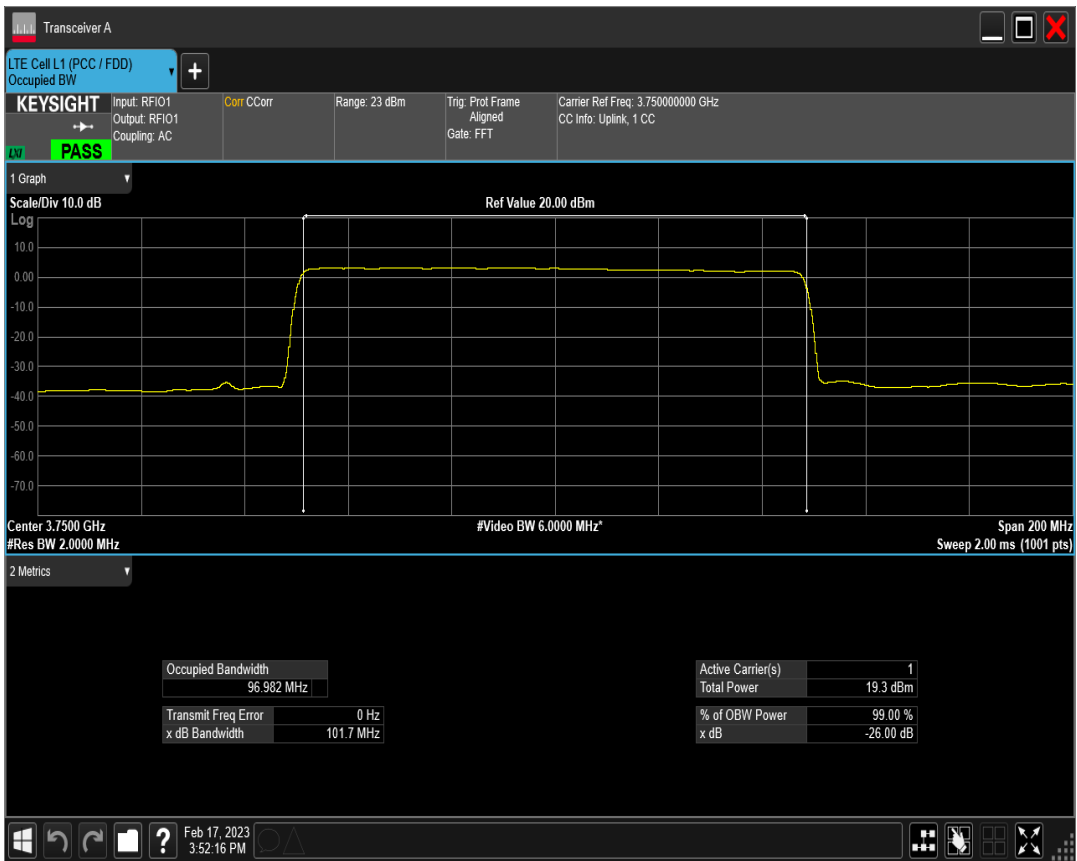 Transceiver A
LTE Cell L1 (PCC / FDD)
Occupied BW
+
KEYSIGHT
LXI
PASS
Input: RFIO1
Output: RFIO1
Coupling: AC
Corr CCorr
Range: 23 dBm
Trig: Prot Frame
Aligned
Gate: FFT
Carrier Ref Freq: 3.750000000 GHz
CC Info: Uplink, 1 CC
1 Graph
Scale/Div 10.0 dB
Ref Value 20.00 dBm
Log
10.0
0.00
-10.0
-20.0
-30.0
-40.0
-50.0
-60.0
-70.0
Center 3.7500 GHz
#Video BW 6.0000 MHz*
Span 200 MHz
#Res BW 2.0000 MHz
Sweep 2.00 ms (1001 pts)
2 Metrics
Occupied Bandwidth
96.982 MHz
Transmit Freq Error 0 Hz
x dB Bandwidth 101.7 MHz
Active Carrier(s) 1
Total Power 19.3 dBm
% of OBW Power 99.00 %
x dB -26.00 dB
?
Feb 17, 2023
3:52:16 PM